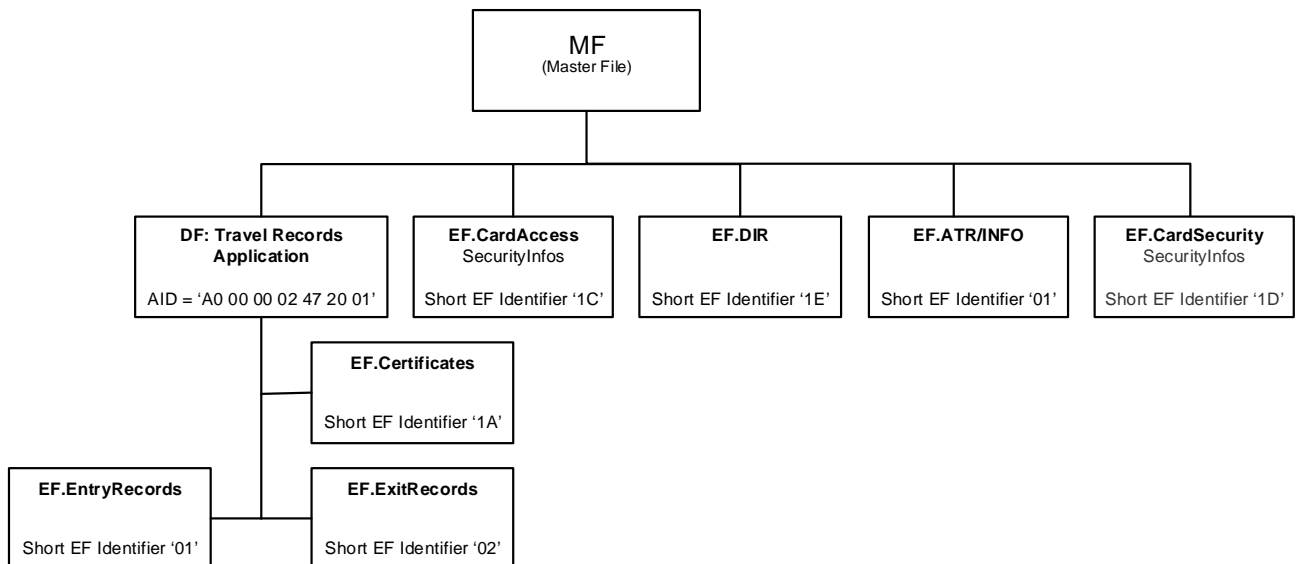 MF
(Master File)
DF: Travel Records
Application
AID = ‘A0 00 00 02 47 20 01’
EF.CardAccess
SecurityInfos
Short EF Identifier ‘1C’
EF.DIR
Short EF Identifier ‘1E’
EF.ATR/INFO
Short EF Identifier ‘01’
EF.CardSecurity
SecurityInfos
Short EF Identifier ‘1D’
EF.Certificates
Short EF Identifier ‘1A’
EF.EntryRecords
Short EF Identifier ‘01’
EF.ExitRecords
Short EF Identifier ‘02’